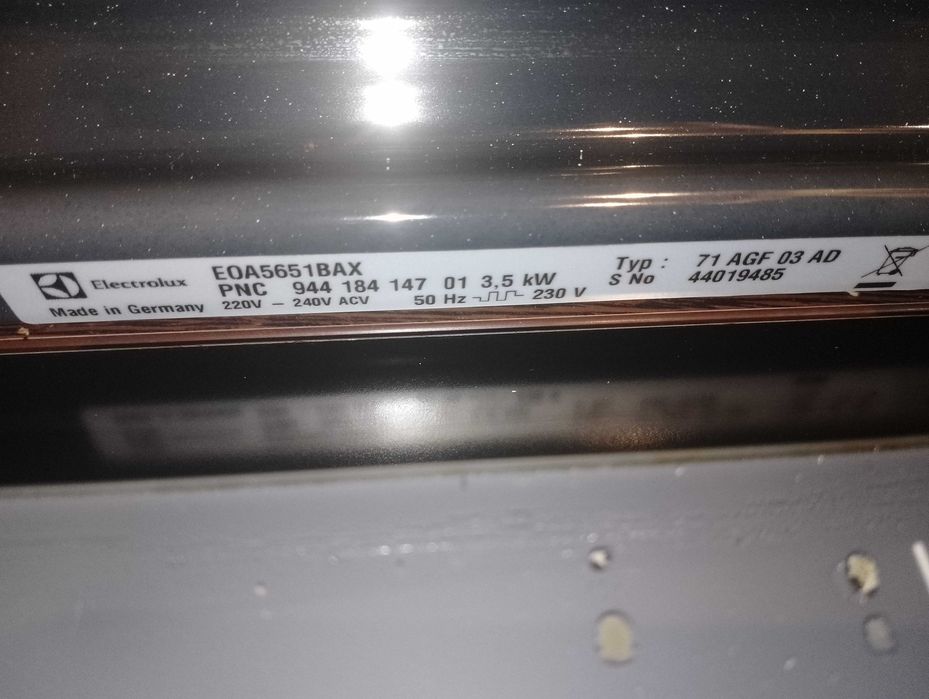 Electrolux
Made in Germany
EOA5651BAX
PNC 944 184 147 01 3,5 kW
220V – 240V ACV 50 Hz 230 V
Typ : 71 AGF 03 AD
S No 44019485